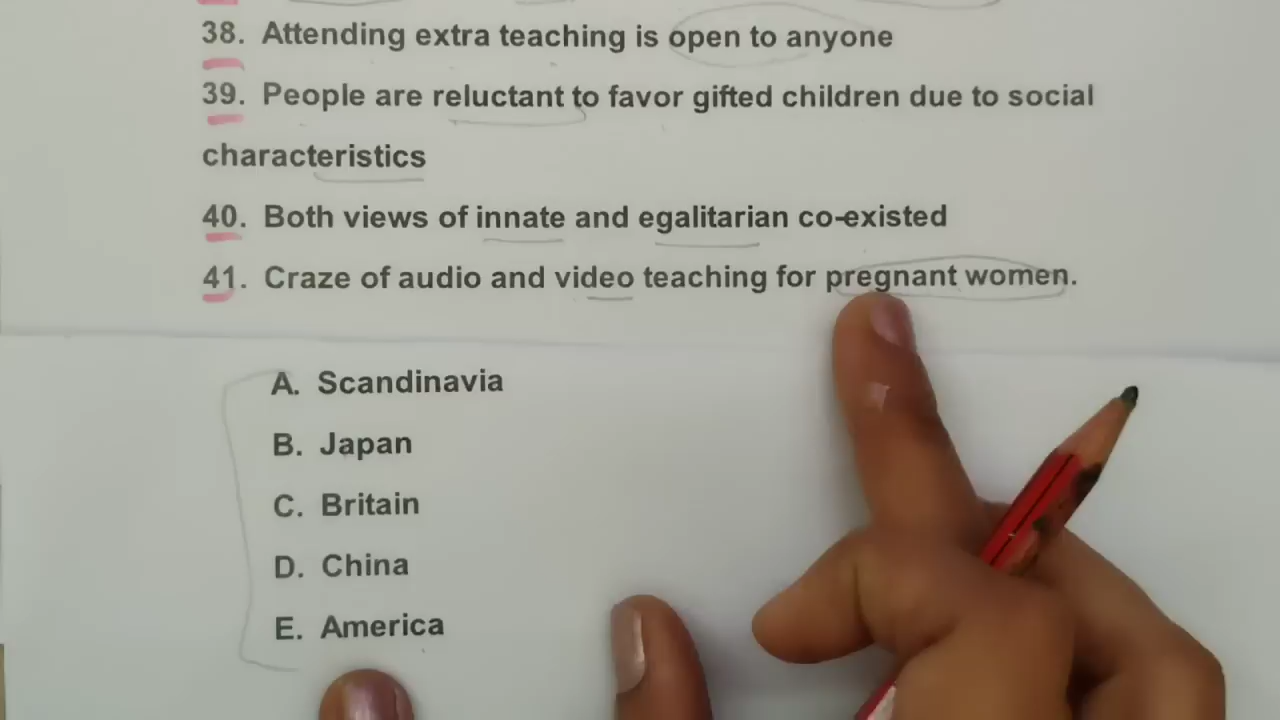 38. Attending extra teaching is open to anyone
39. People are reluctant to favor gifted children due to social
characteristics
40. Both views of innate and egalitarian co-existed
41. Craze of audio and video teaching for pregnant women.
A. Scandinavia
B. Japan
C. Britain
D. China
E. America